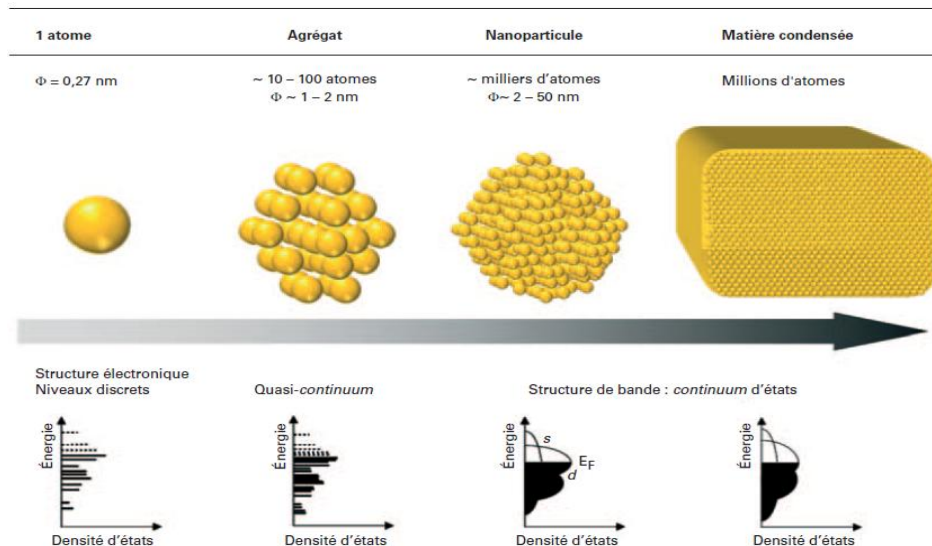 1 atome
Agrégat
Nanoparticule
Matière condensée
Φ = 0,27 nm
~ 10 – 100 atomes
Φ ~ 1 – 2 nm
~ milliers d'atomes
Φ~ 2 – 50 nm
Millions d'atomes
Structure électronique
Niveaux discrets
Quasi-continuum
Structure de bande : continuum d'états
Énergie
Densité d'états
Énergie
Densité d'états
Énergie
s
E_F
d
Densité d'états
Énergie
Densité d'états